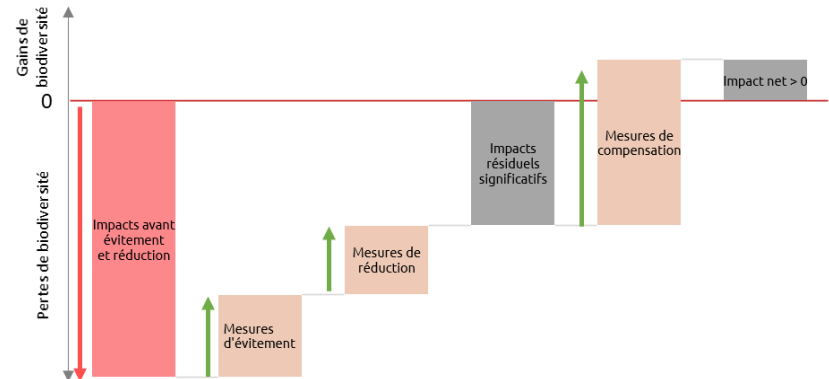 Gains de
biodiversité
0
Pertes de biodiversité
Impacts avant
évitement
et réduction
Mesures
d'évitement
Mesures de
réduction
Impacts
résiduels
significatifs
Mesures de
compensation
Impact net > 0